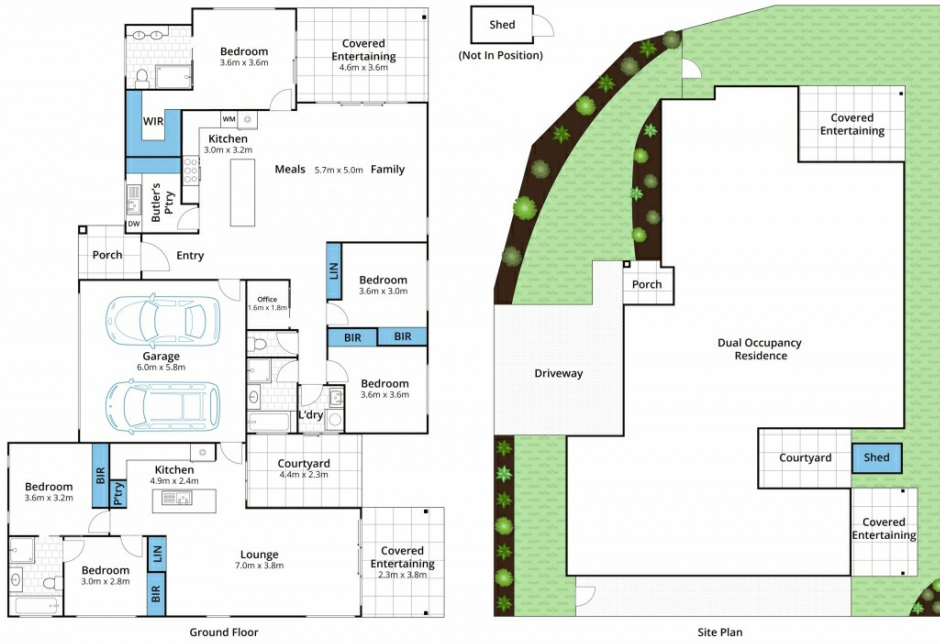 Bedroom
3.6m x 3.6m
Covered
Entertaining
4.6m x 3.6m
WIR
WM
Kitchen
3.0m x 3.2m
Meals 5.7m x 5.0m Family
Butler's
P'try
DW
Porch
Entry
LIN
Bedroom
3.6m x 3.0m
Office
1.6m x 1.8m
BIR
BIR
Garage
6.0m x 5.8m
Bedroom
3.6m x 3.6m
L'dry
Courtyard
4.4m x 2.3m
Kitchen
4.9m x 2.4m
BIR
P'try
Bedroom
3.6m x 3.2m
Bedroom
3.0m x 2.8m
LIN
BIR
Lounge
7.0m x 3.8m
Covered
Entertaining
2.3m x 3.8m
Ground Floor
Shed
(Not In Position)
Covered
Entertaining
Porch
Dual Occupancy
Residence
Driveway
Courtyard
Shed
Covered
Entertaining
Site Plan